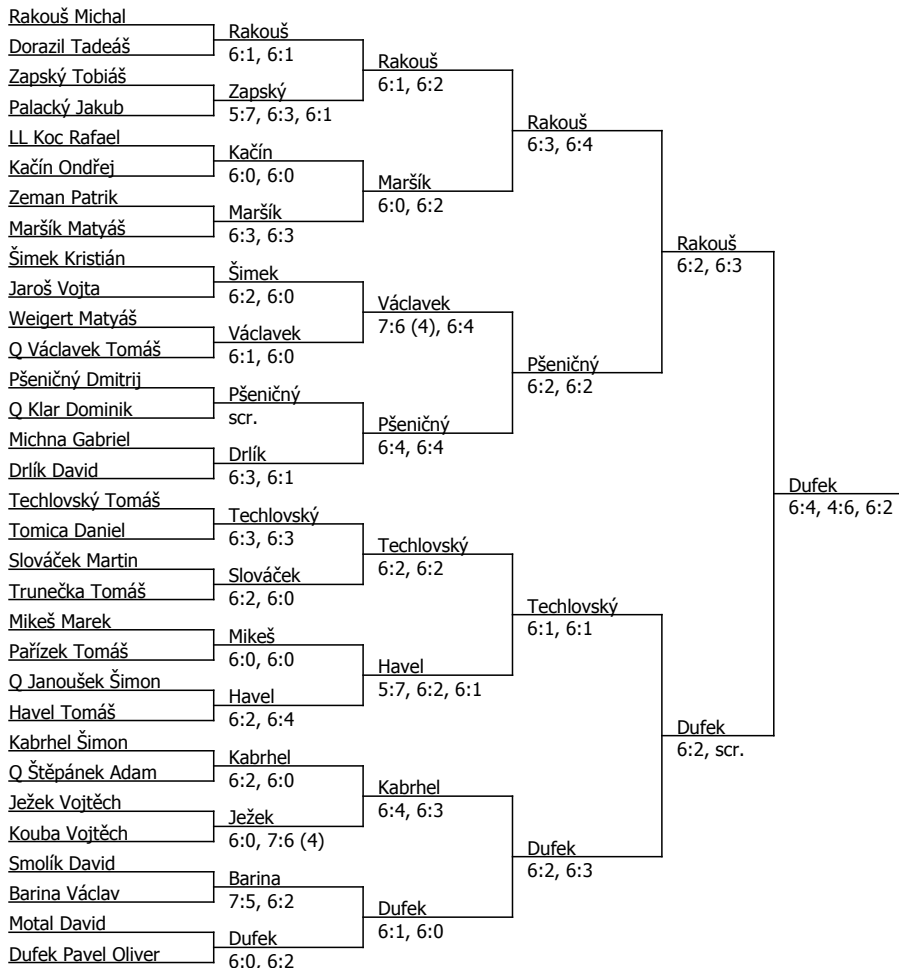 Rakouš Michal
Dorazil Tadeáš
Zapský Tobiáš
Palacký Jakub
LL Koc Rafael
Kačín Ondřej
Zeman Patrik
Maršík Matyáš
Šimek Kristián
Jaroš Vojta
Weigert Matyáš
Q Václavek Tomáš
Pšeničný Dmitrij
Q Klar Dominik
Michna Gabriel
Drlík David
Techlovský Tomáš
Tomica Daniel
Slováček Martin
Trunečka Tomáš
Mikeš Marek
Pařízek Tomáš
Q Janoušek Šimon
Havel Tomáš
Kabrhel Šimon
Q Štěpánek Adam
Ježek Vojtěch
Kouba Vojtěch
Smolík David
Barina Václav
Motal David
Dufek Pavel Oliver
Rakouš
6:1, 6:1
Zapský
5:7, 6:3, 6:1
Kačín
6:0, 6:0
Maršík
6:3, 6:3
Šimek
6:2, 6:0
Václavek
6:1, 6:0
Pšeničný
scr.
Drlík
6:3, 6:1
Techlovský
6:3, 6:3
Slováček
6:2, 6:0
Mikeš
6:0, 6:0
Havel
6:2, 6:4
Kabrhel
6:2, 6:0
Ježek
6:0, 7:6 (4)
Barina
7:5, 6:2
Dufek
6:0, 6:2
Rakouš
6:1, 6:2
Maršík
6:0, 6:2
Václavek
7:6 (4), 6:4
Pšeničný
6:4, 6:4
Techlovský
6:2, 6:2
Havel
5:7, 6:2, 6:1
Kabrhel
6:4, 6:3
Dufek
6:1, 6:0
Rakouš
6:3, 6:4
Pšeničný
6:2, 6:2
Techlovský
6:1, 6:1
Dufek
6:2, 6:3
Rakouš
6:2, 6:3
Dufek
6:2, scr.
Dufek
6:4, 4:6, 6:2